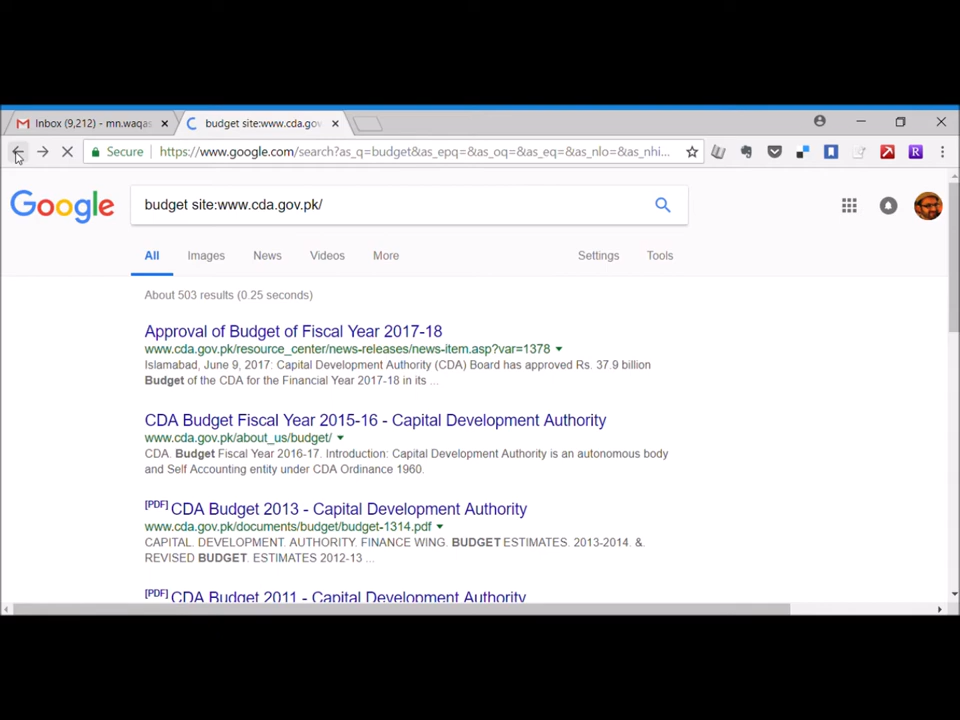 Inbox (9,212) - mn.waqas
budget site:www.cda.gov
Secure
https://www.google.com/search?as_q=budget&as_epq=&as_oq=&as_eq=&as_nlo=&as_nhi...
Google
budget site:www.cda.gov.pk/
All Images News Videos More Settings Tools
About 503 results (0.25 seconds)
Approval of Budget of Fiscal Year 2017-18
www.cda.gov.pk/resource_center/news-releases/news-item.asp?var=1378
Islamabad, June 9, 2017: Capital Development Authority (CDA) Board has approved Rs. 37.9 billion
Budget of the CDA for the Financial Year 2017-18 in its ...
CDA Budget Fiscal Year 2015-16 - Capital Development Authority
www.cda.gov.pk/about_us/budget/
CDA. Budget Fiscal Year 2016-17. Introduction: Capital Development Authority is an autonomous body
and Self Accounting entity under CDA Ordinance 1960.
[PDF] CDA Budget 2013 - Capital Development Authority
www.cda.gov.pk/documents/budget/budget-1314.pdf
CAPITAL. DEVELOPMENT. AUTHORITY. FINANCE WING. BUDGET ESTIMATES. 2013-2014. &.
REVISED BUDGET. ESTIMATES 2012-13 ...
[PDF] CDA Budget 2011 - Capital Development Authority